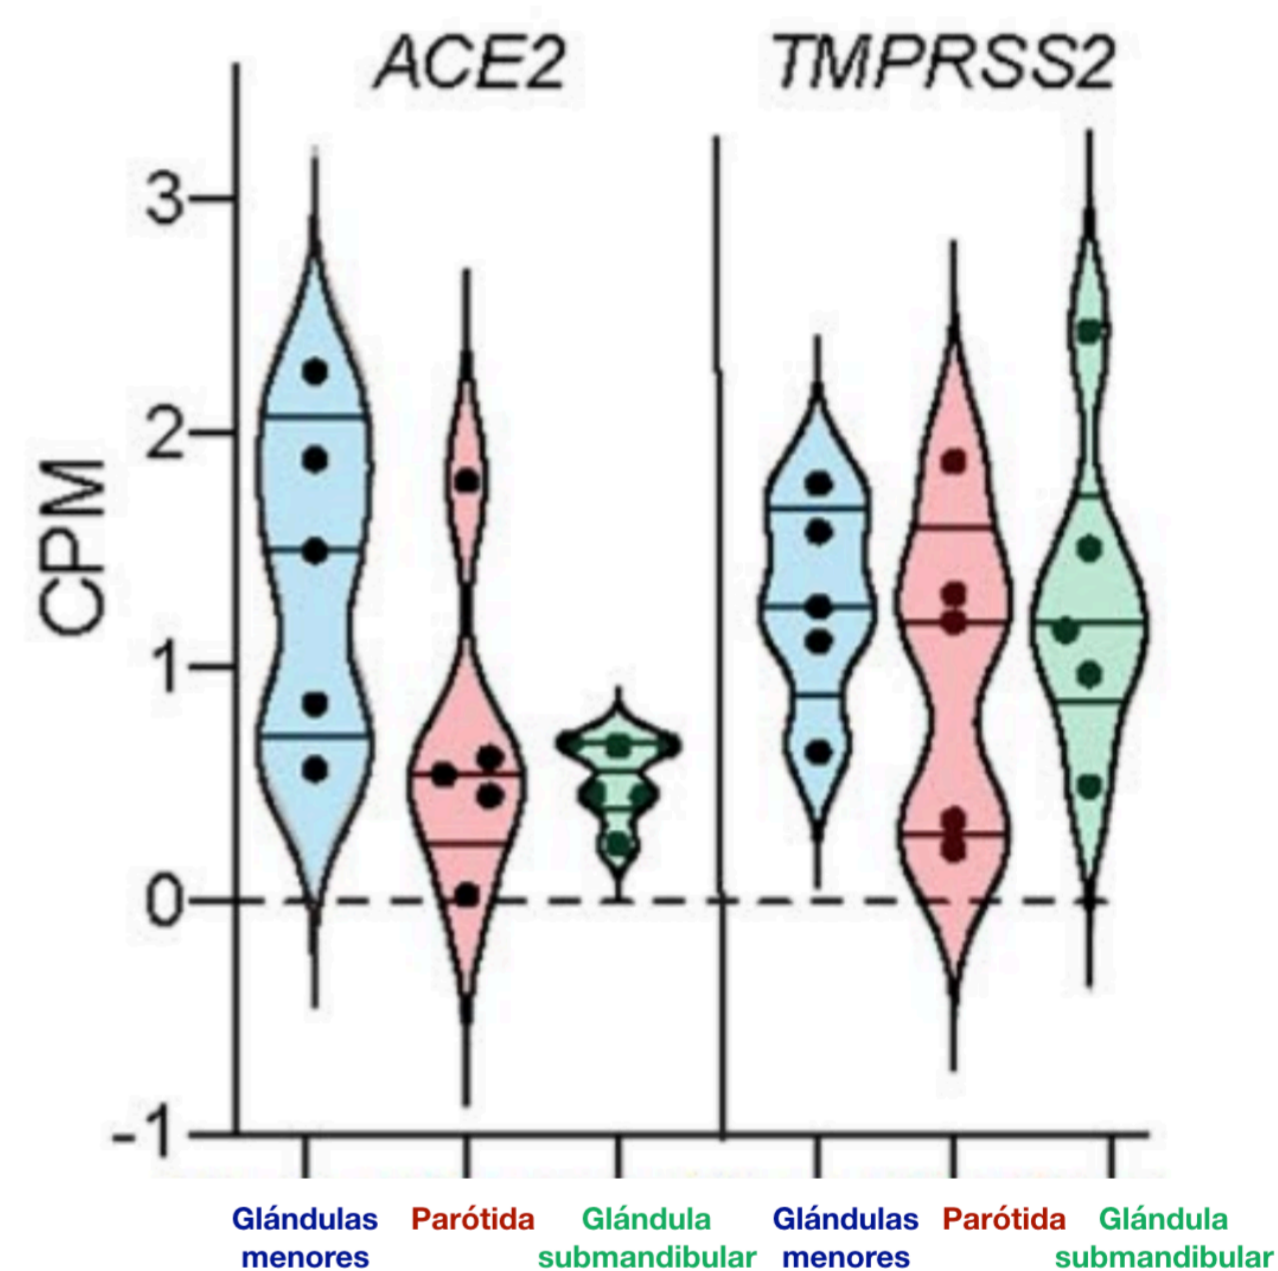 ACE2 TMPRSS2
3
2
1
0
-1
CPM
Glándulas menores
Parótida
Glándula submandibular
Glándulas menores
Parótida
Glándula submandibular